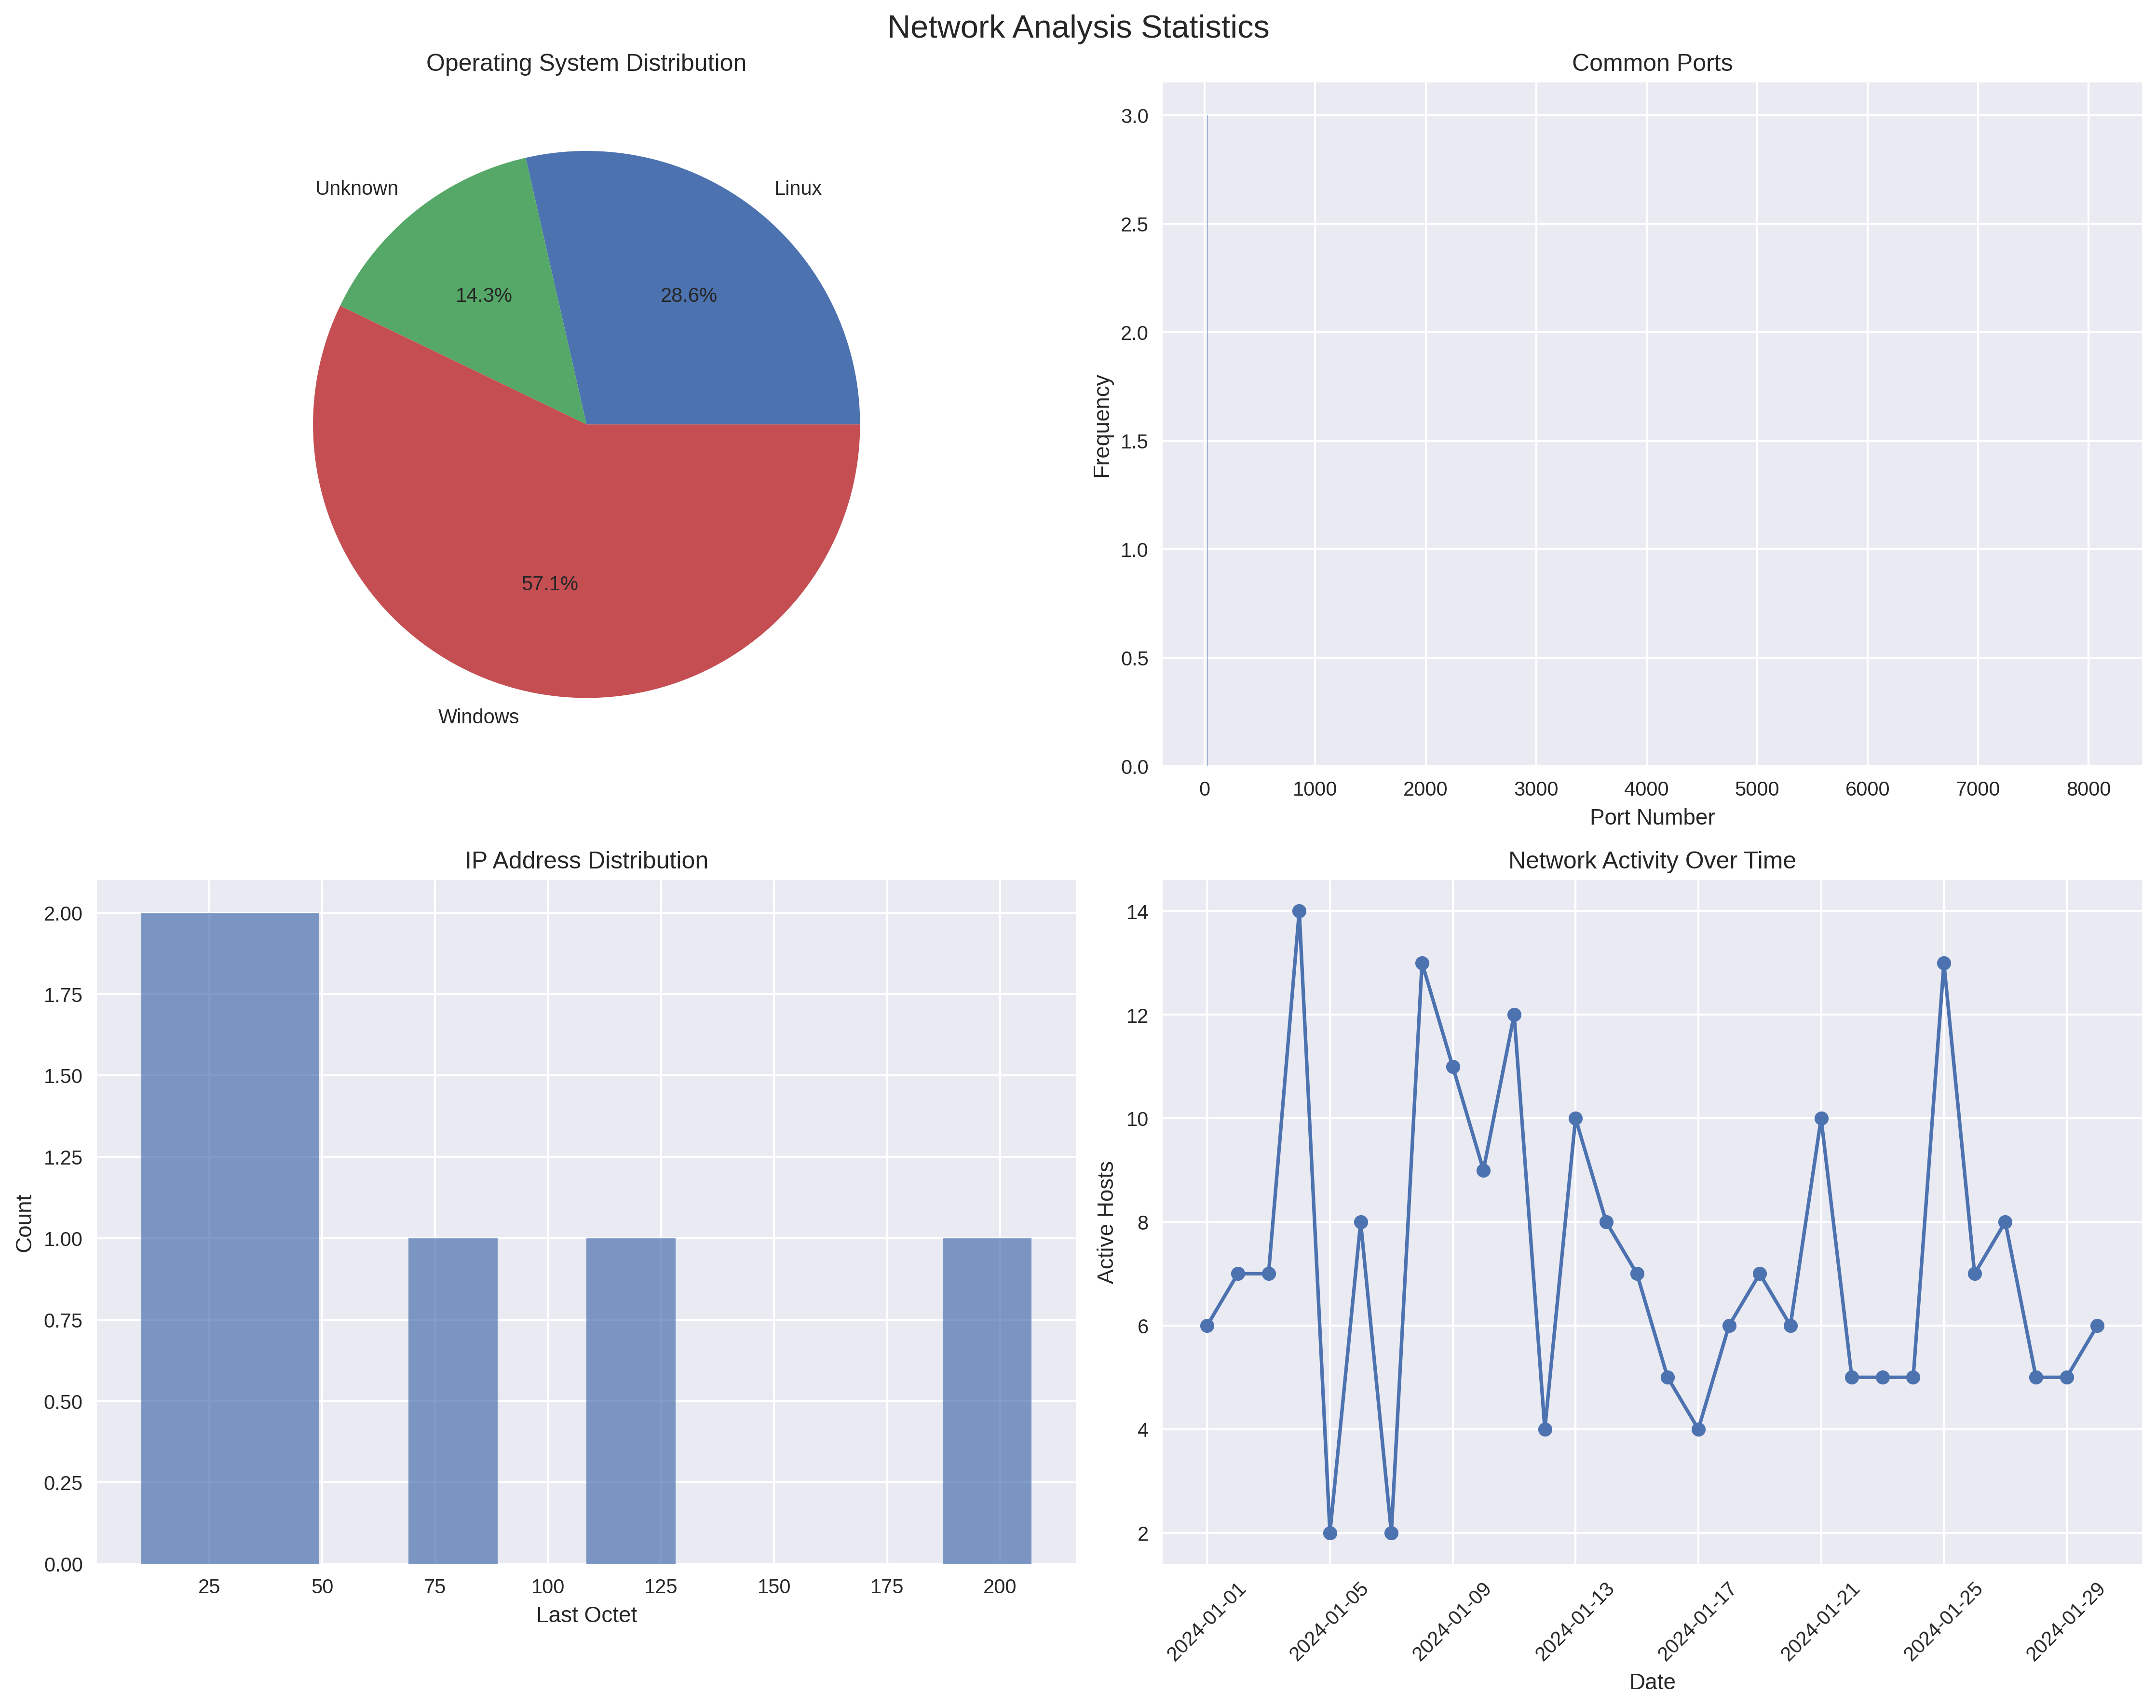 Network Analysis Statistics
Operating System Distribution
Linux
Unknown
Windows
28.6%
14.3%
57.1%
Common Ports
Frequency
3.0
2.5
2.0
1.5
1.0
0.5
0.0
0 1000 2000 3000 4000 5000 6000 7000 8000
Port Number
IP Address Distribution
Count
2.00
1.75
1.50
1.25
1.00
0.75
0.50
0.25
0.00
25 50 75 100 125 150 175 200
Last Octet
Network Activity Over Time
Active Hosts
14
12
10
8
6
4
2
2024-01-01 2024-01-05 2024-01-09 2024-01-13 2024-01-17 2024-01-21 2024-01-25 2024-01-29
Date